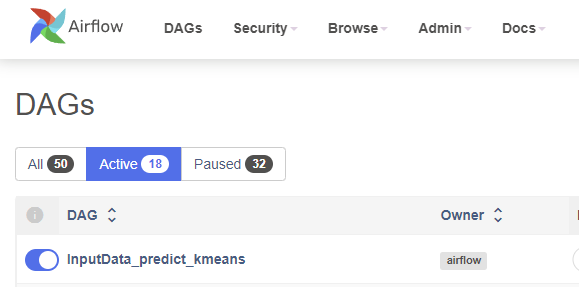 Airflow DAGs Security Browse Admin Docs
DAGs
All 50 Active 18 Paused 32
i DAG Owner
InputData_predict_kmeans airflow